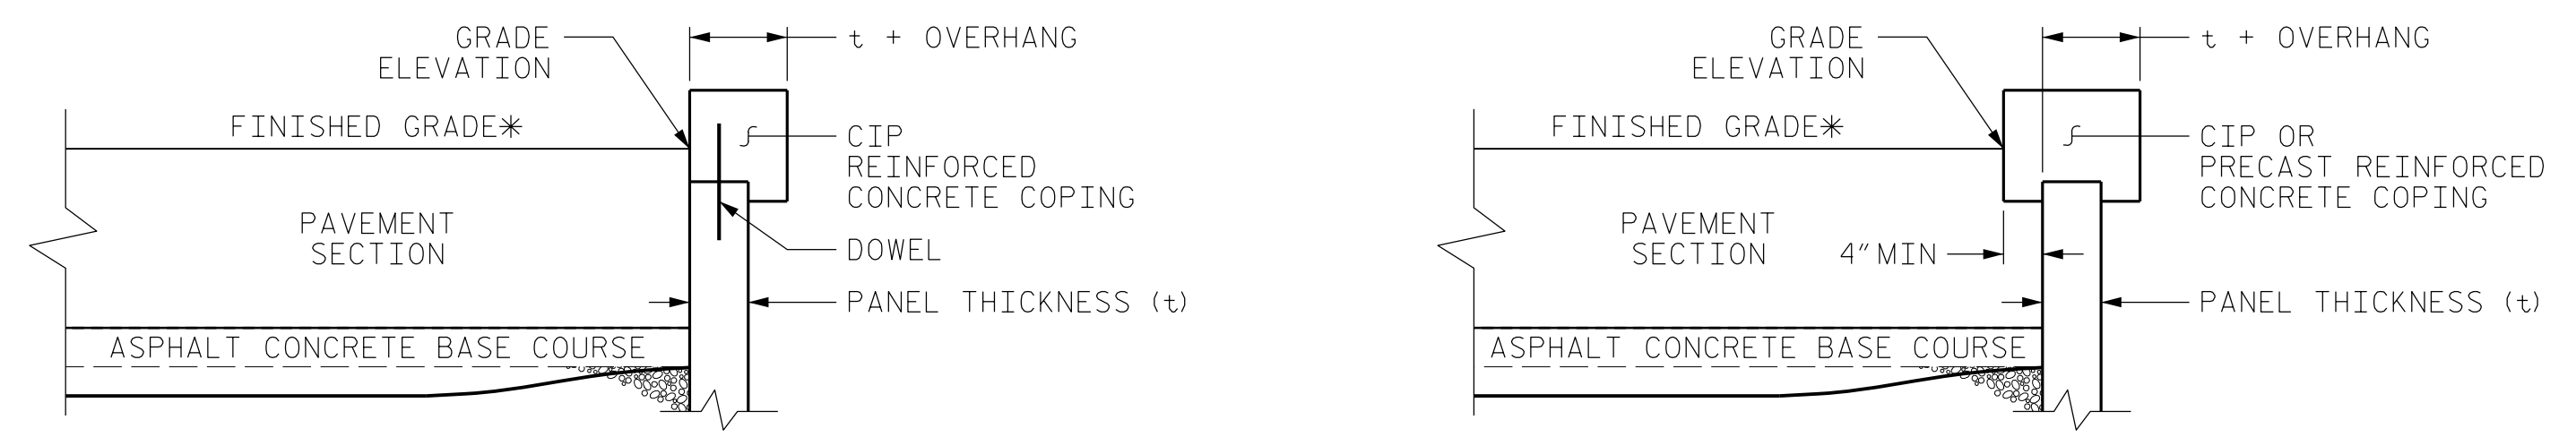 GRADE
ELEVATION
t + OVERHANG
FINISHED GRADE*
CIP
REINFORCED
CONCRETE COPING
PAVEMENT
SECTION
DOWEL
PANEL THICKNESS (t)
ASPHALT CONCRETE BASE COURSE
GRADE
ELEVATION
t + OVERHANG
FINISHED GRADE*
CIP OR
PRECAST REINFORCED
CONCRETE COPING
PAVEMENT
SECTION
4" MIN
PANEL THICKNESS (t)
ASPHALT CONCRETE BASE COURSE